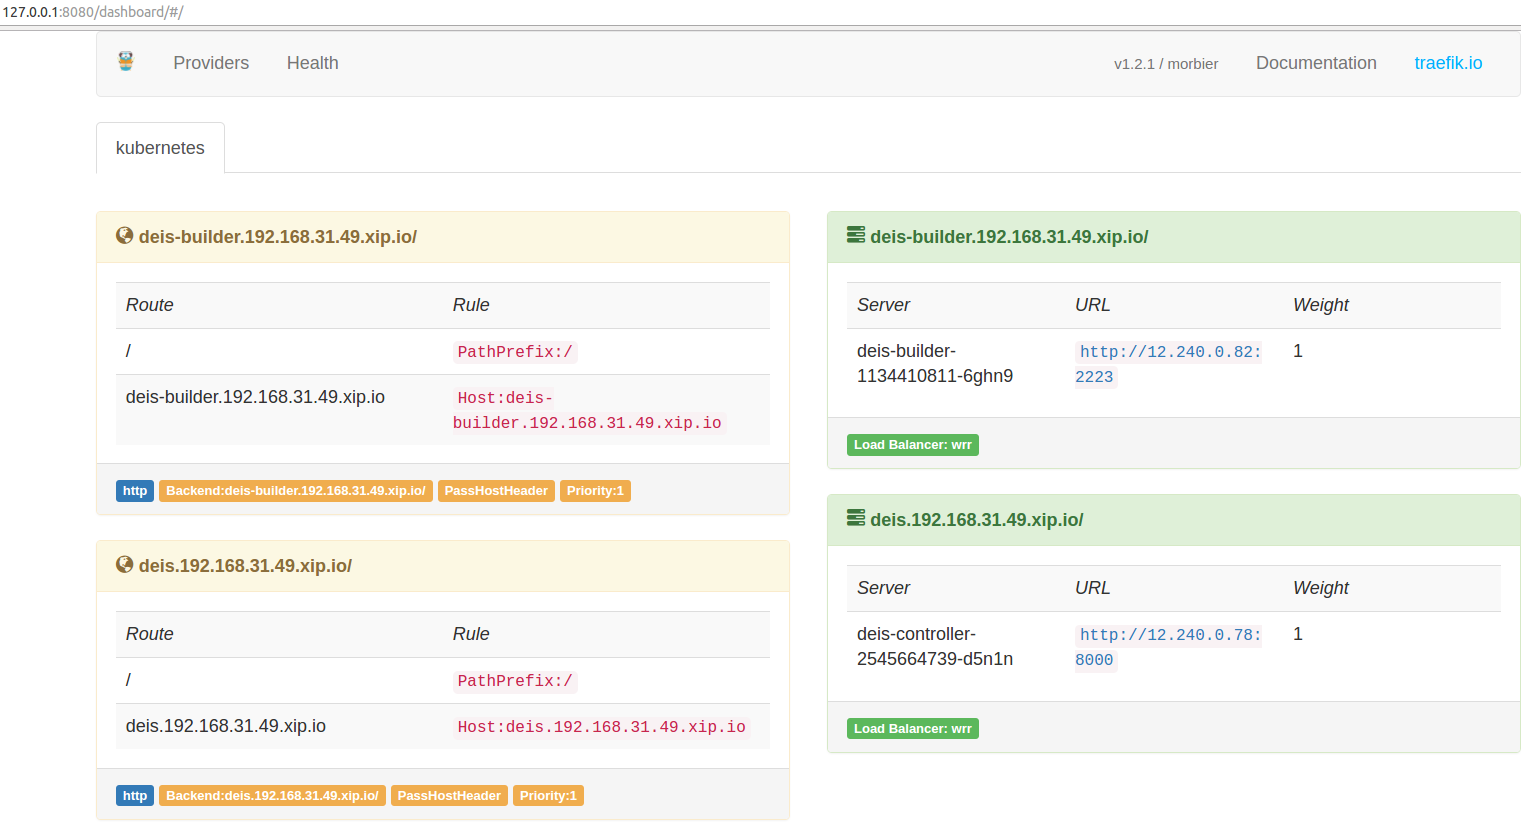 127.0.0.1:8080/dashboard/#/
Providers Health v1.2.1 / morbier Documentation traefik.io
kubernetes
deis-builder.192.168.31.49.xip.io/
Route Rule
/ PathPrefix:/
deis-builder.192.168.31.49.xip.io Host:deis-
builder.192.168.31.49.xip.io
http Backend:deis-builder.192.168.31.49.xip.io/ PassHostHeader Priority:1
deis.192.168.31.49.xip.io/
Route Rule
/ PathPrefix:/
deis.192.168.31.49.xip.io Host:deis.192.168.31.49.xip.io
http Backend:deis.192.168.31.49.xip.io/ PassHostHeader Priority:1
deis-builder.192.168.31.49.xip.io/
Server URL Weight
deis-builder- http://12.240.0.82: 1
1134410811-6ghn9 2223
Load Balancer: wrr
deis.192.168.31.49.xip.io/
Server URL Weight
deis-controller- http://12.240.0.78: 1
2545664739-d5n1n 8000
Load Balancer: wrr